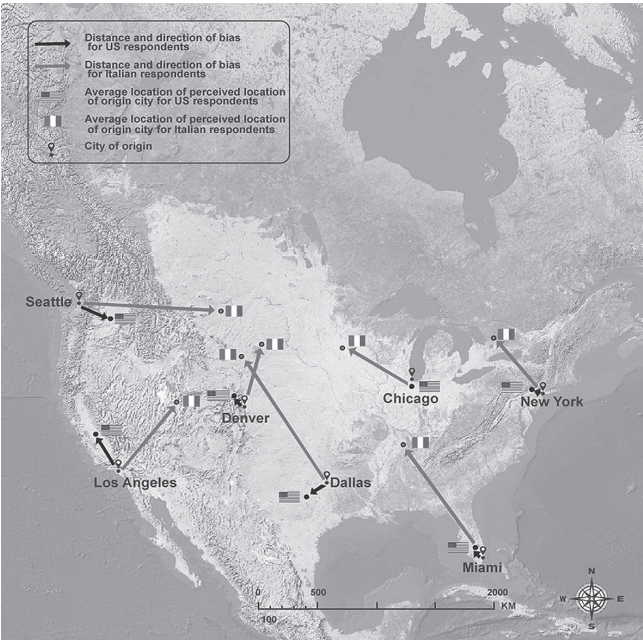 Distance and direction of bias
for US respondents
Distance and direction of bias
for Italian respondents
Average location of perceived location
of origin city for US respondents
Average location of perceived location
of origin city for Italian respondents
City of origin
Seattle
Denver
Chicago
New York
Los Angeles
Dallas
Miami
N
W E
S
0 500 2000
KM
100